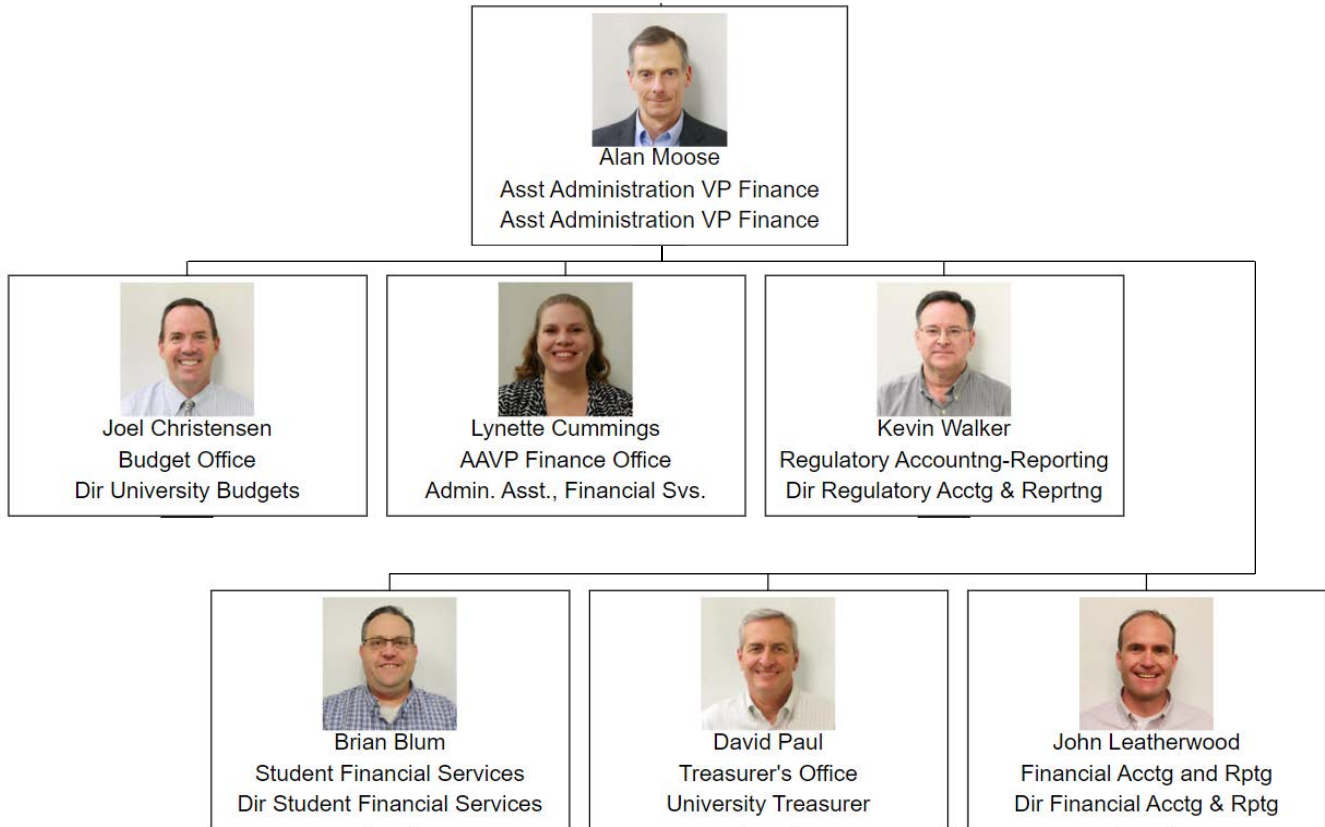 Alan Moose
Asst Administration VP Finance
Asst Administration VP Finance
Joel Christensen
Budget Office
Dir University Budgets
Lynette Cummings
AAVP Finance Office
Admin. Asst., Financial Svs.
Kevin Walker
Regulatory Accountng-Reporting
Dir Regulatory Acctg & Reprtng
Brian Blum
Student Financial Services
Dir Student Financial Services
David Paul
Treasurer's Office
University Treasurer
John Leatherwood
Financial Acctg and Rptg
Dir Financial Acctg & Rptg